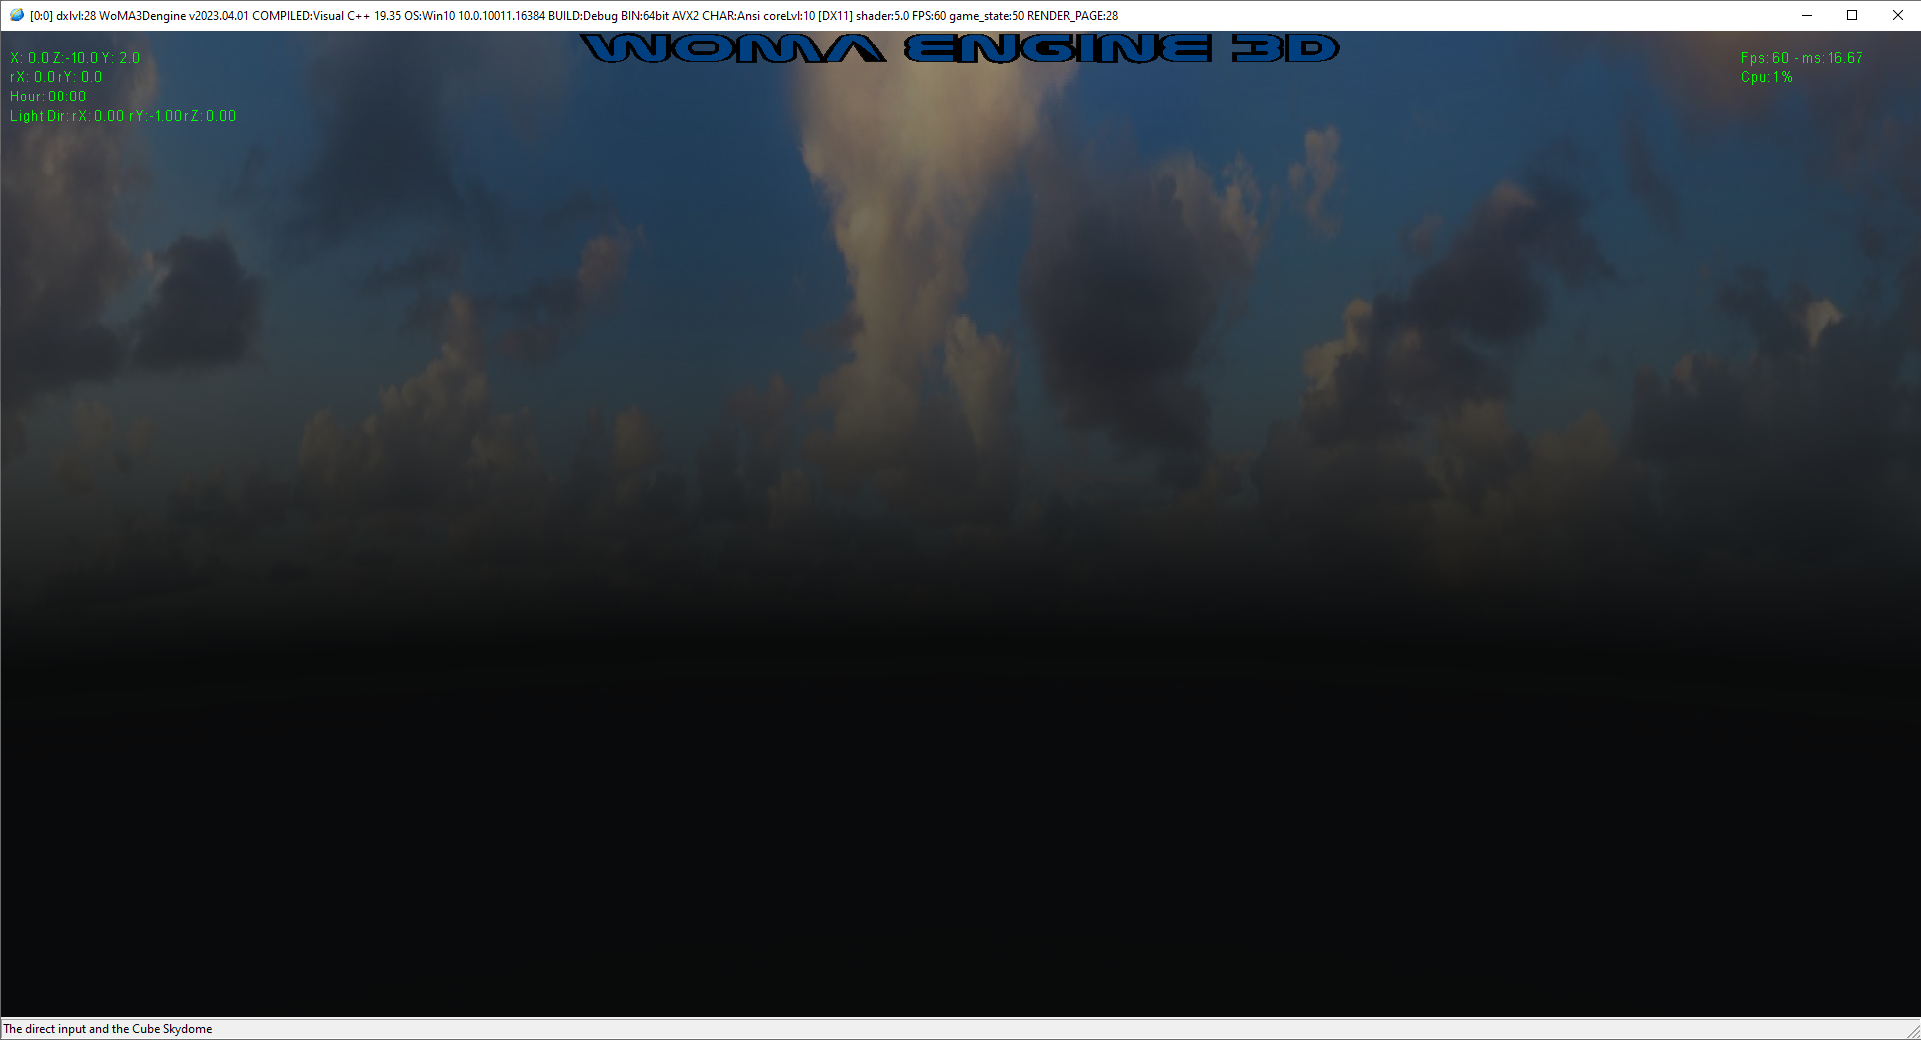 [0:0] dxlvl:28 WoMA3Dengine v2023.04.01 COMPILED:Visual C++ 19.35 OS:Win10 10.0.10011.16384 BUILD:Debug BIN:64bit AVX2 CHAR:Ansi coreLvl:10 [DX11] shader:5.0 FPS:60 game_state:50 RENDER_PAGE:28
WOMA ENGINE 3D
X: 0.0 Z:-10.0 Y: 2.0
rX: 0.0 rY: 0.0
Hour: 00:00
Light Dir: rX: 0.00 rY:-1.00 rZ: 0.00
Fps: 60 - ms: 16.67
Cpu: 1%
The direct input and the Cube Skydome